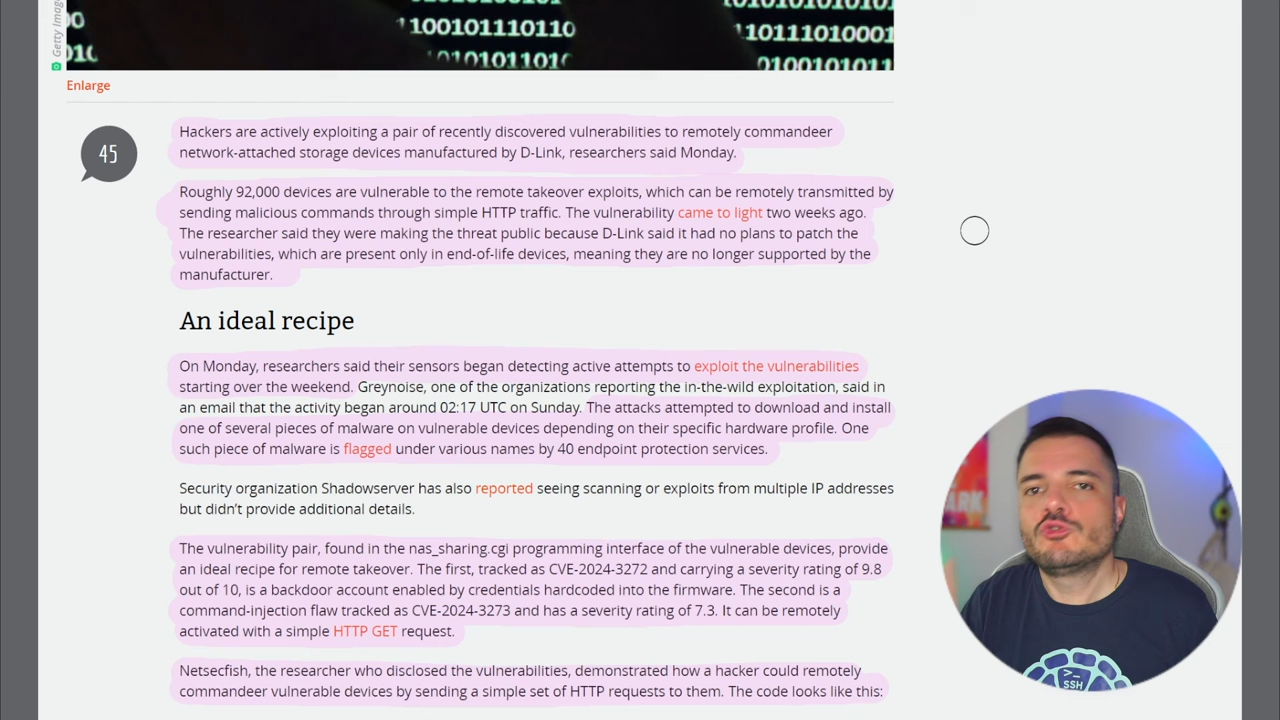 Getty Imag
1100101110110
110111010001
010
01010110111
0100101011
Enlarge
45
Hackers are actively exploiting a pair of recently discovered vulnerabilities to remotely commandeer
network-attached storage devices manufactured by D-Link, researchers said Monday.
Roughly 92,000 devices are vulnerable to the remote takeover exploits, which can be remotely transmitted by
sending malicious commands through simple HTTP traffic. The vulnerability came to light two weeks ago.
The researcher said they were making the threat public because D-Link said it had no plans to patch the
vulnerabilities, which are present only in end-of-life devices, meaning they are no longer supported by the
manufacturer.
An ideal recipe
On Monday, researchers said their sensors began detecting active attempts to exploit the vulnerabilities
starting over the weekend. Greynoise, one of the organizations reporting the in-the-wild exploitation, said in
an email that the activity began around 02:17 UTC on Sunday. The attacks attempted to download and install
one of several pieces of malware on vulnerable devices depending on their specific hardware profile. One
such piece of malware is flagged under various names by 40 endpoint protection services.
Security organization Shadowserver has also reported seeing scanning or exploits from multiple IP addresses
but didn't provide additional details.
The vulnerability pair, found in the nas_sharing.cgi programming interface of the vulnerable devices, provide
an ideal recipe for remote takeover. The first, tracked as CVE-2024-3272 and carrying a severity rating of 9.8
out of 10, is a backdoor account enabled by credentials hardcoded into the firmware. The second is a
command-injection flaw tracked as CVE-2024-3273 and has a severity rating of 7.3. It can be remotely
activated with a simple HTTP GET request.
Netsecfish, the researcher who disclosed the vulnerabilities, demonstrated how a hacker could remotely
commandeer vulnerable devices by sending a simple set of HTTP requests to them. The code looks like this:
>_
SSH